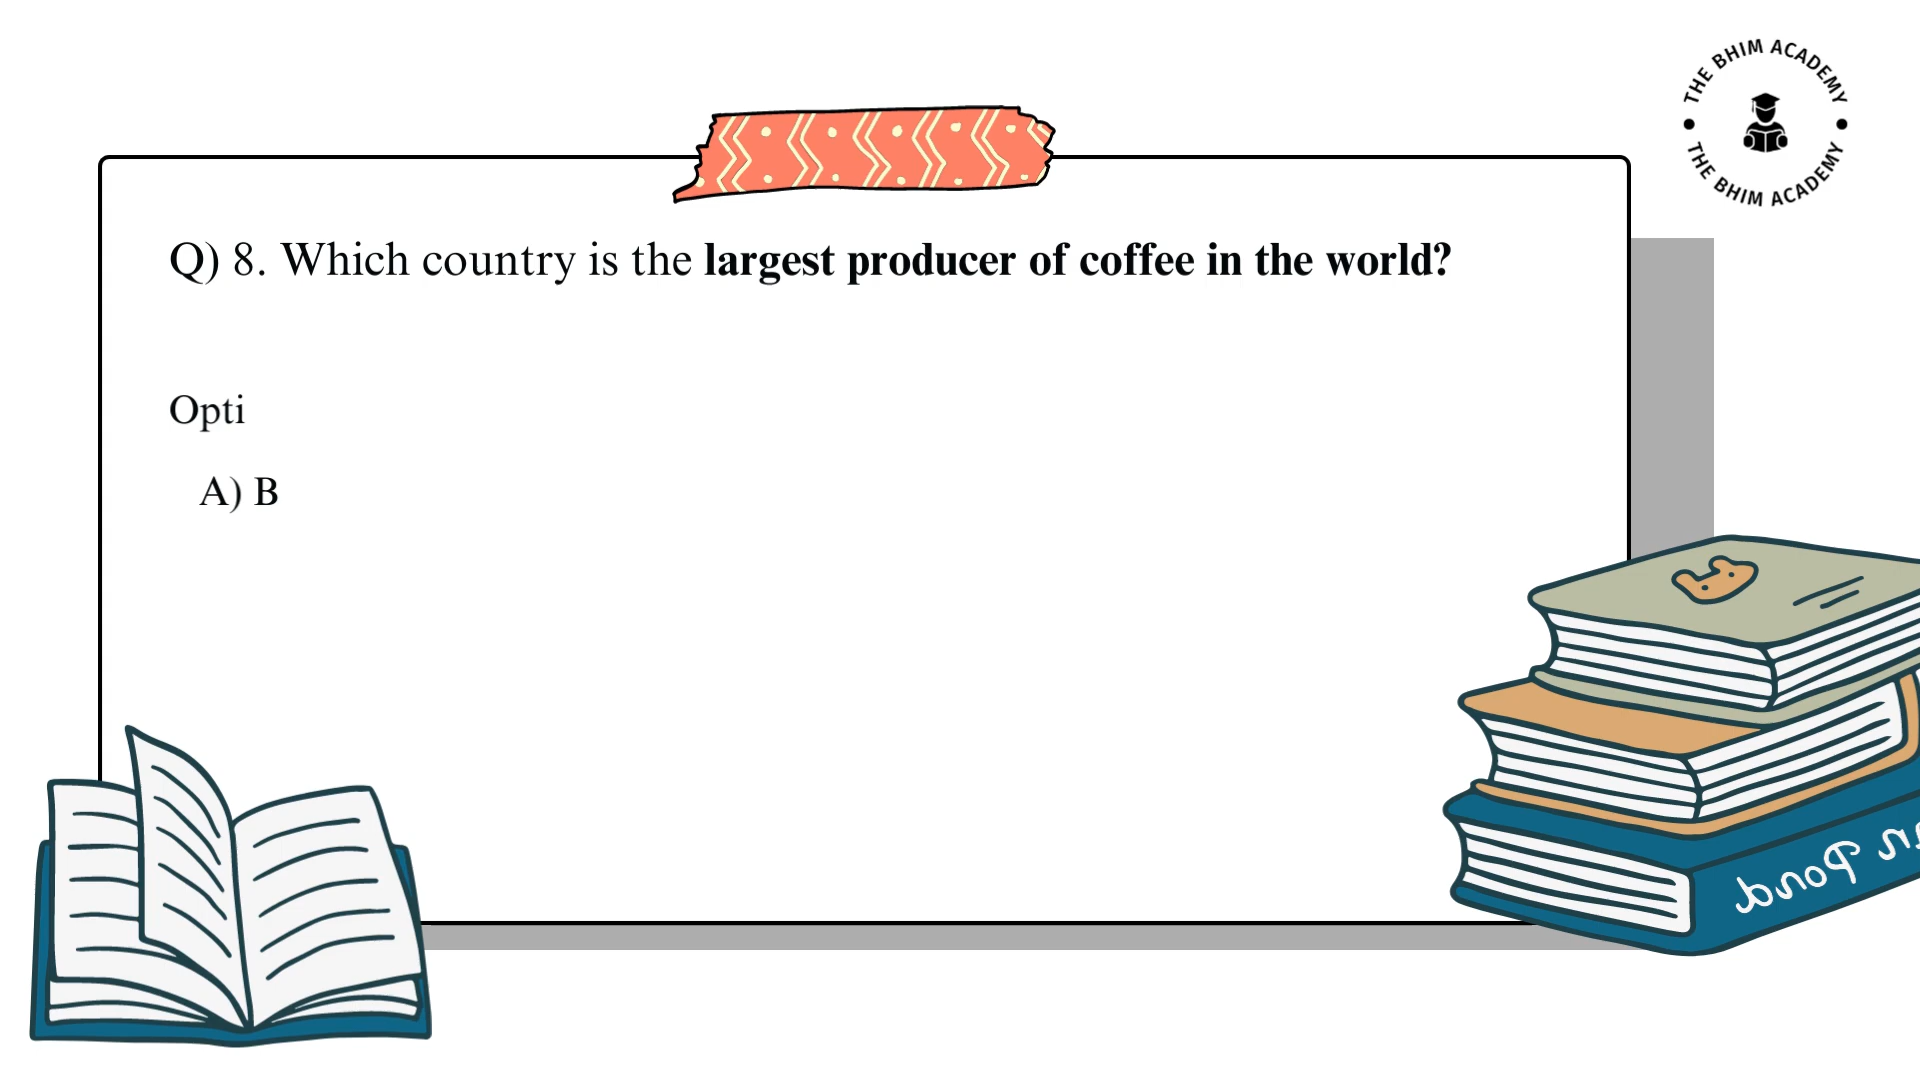 THE BHIM ACADEMY
THE BHIM ACADEMY
Q) 8. Which country is the largest producer of coffee in the world?
Opti
A) B
Pond